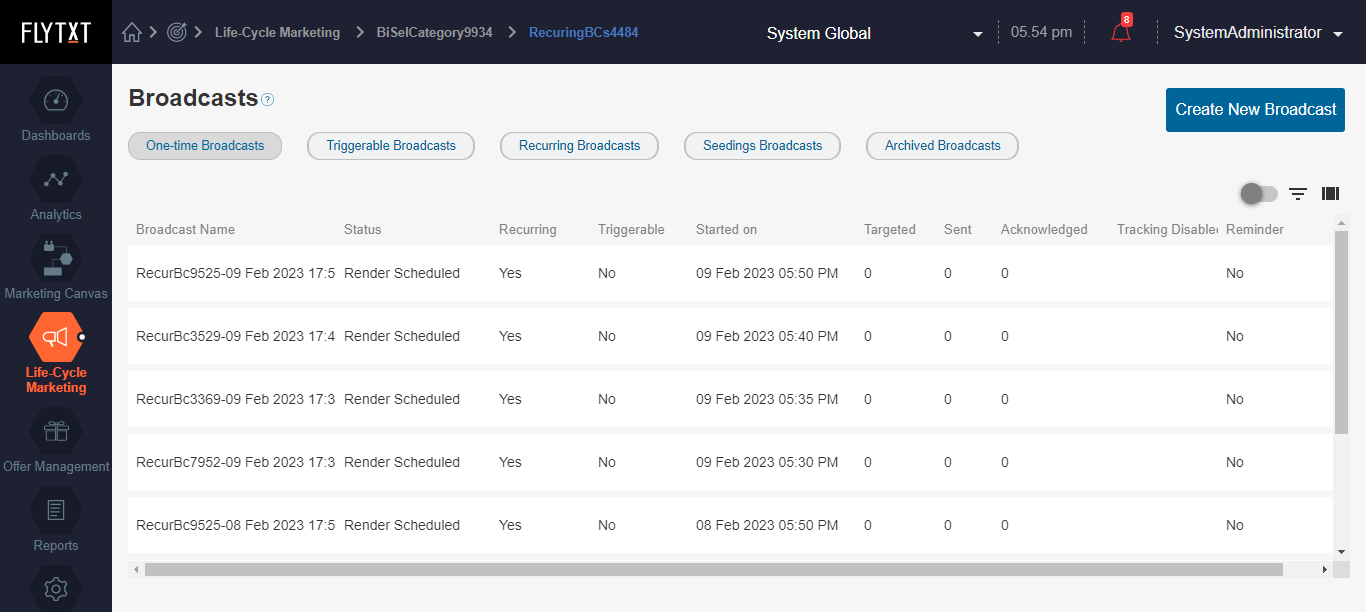 FLYTXT
Life-Cycle Marketing
BiSelCategory9934
RecuringBCs4484
System Global
05.54 pm
8
SystemAdministrator
Dashboards
Analytics
Marketing Canvas
Life-Cycle
Marketing
Offer Management
Reports
Broadcasts ?
Create New Broadcast
One-time Broadcasts
Triggerable Broadcasts
Recurring Broadcasts
Seedings Broadcasts
Archived Broadcasts
Broadcast Name Status Recurring Triggerable Started on Targeted Sent Acknowledged Tracking Disabled Reminder
RecurBc9525-09 Feb 2023 17:5 Render Scheduled Yes No 09 Feb 2023 05:50 PM 0 0 0 No
RecurBc3529-09 Feb 2023 17:4 Render Scheduled Yes No 09 Feb 2023 05:40 PM 0 0 0 No
RecurBc3369-09 Feb 2023 17:3 Render Scheduled Yes No 09 Feb 2023 05:35 PM 0 0 0 No
RecurBc7952-09 Feb 2023 17:3 Render Scheduled Yes No 09 Feb 2023 05:30 PM 0 0 0 No
RecurBc9525-08 Feb 2023 17:5 Render Scheduled Yes No 08 Feb 2023 05:50 PM 0 0 0 No